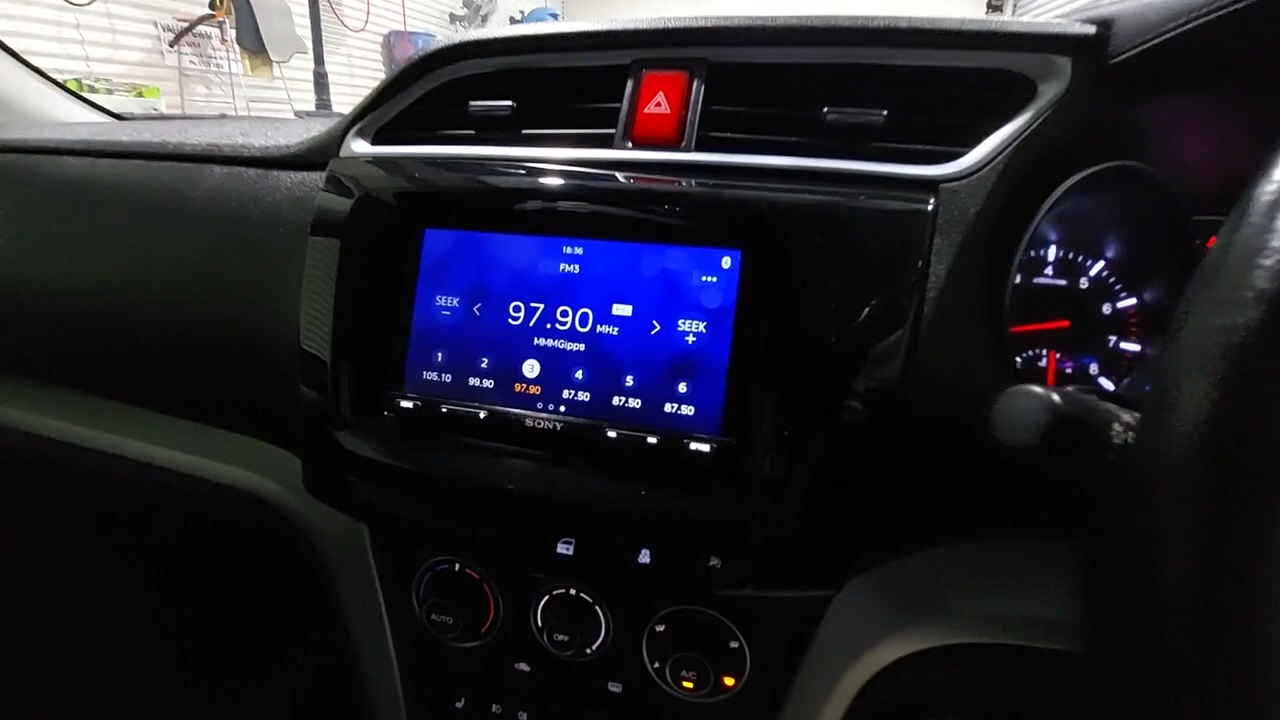 18:36
FM3
SEEK
−
97.90 MHz
SEEK
+
MMMGipps
1 2 3 4 5 6
105.10 99.90 97.90 87.50 87.50 87.50
SONY
4 5 6 7 8
AUTO
OFF
A/C